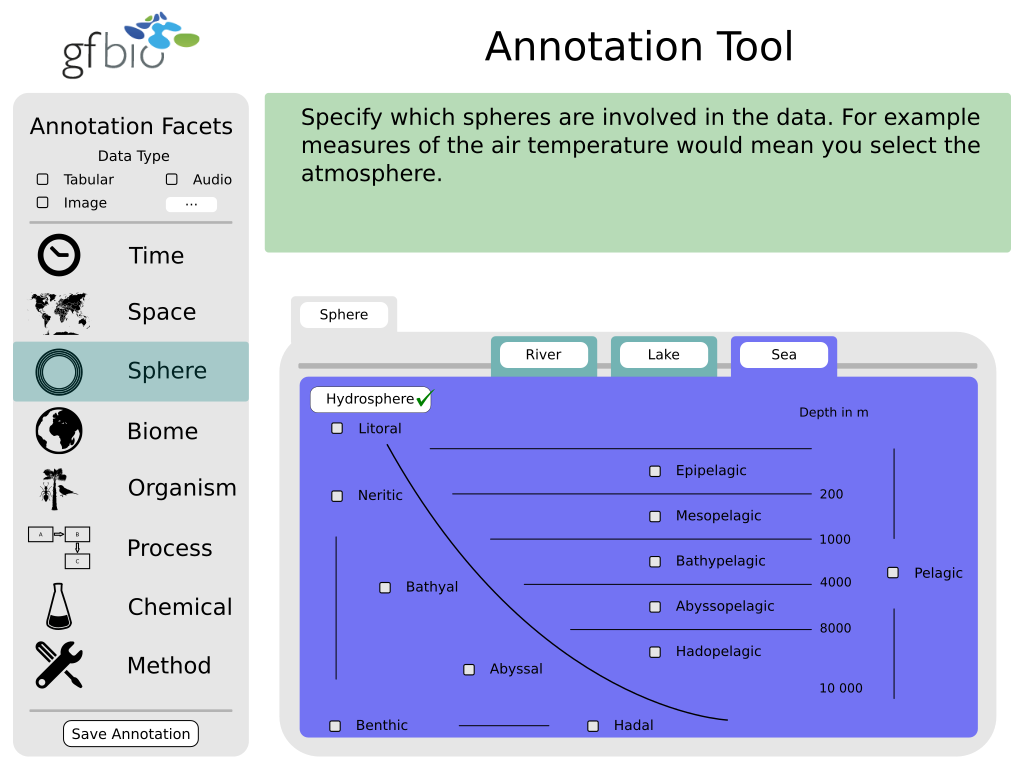 gfbio
Annotation Tool
Annotation Facets
Data Type
Tabular
Audio
Image
...
Time
Space
Sphere
Biome
Organism
A
B
C
Process
Chemical
Method
Save Annotation
Specify which spheres are involved in the data. For example
measures of the air temperature would mean you select the
atmosphere.
Sphere
River
Lake
Sea
Hydrosphere
Depth in m
Litoral
Epipelagic
Neritic
200
Mesopelagic
1000
Bathypelagic
Pelagic
4000
Bathyal
Abyssopelagic
8000
Hadopelagic
Abyssal
10 000
Benthic
Hadal